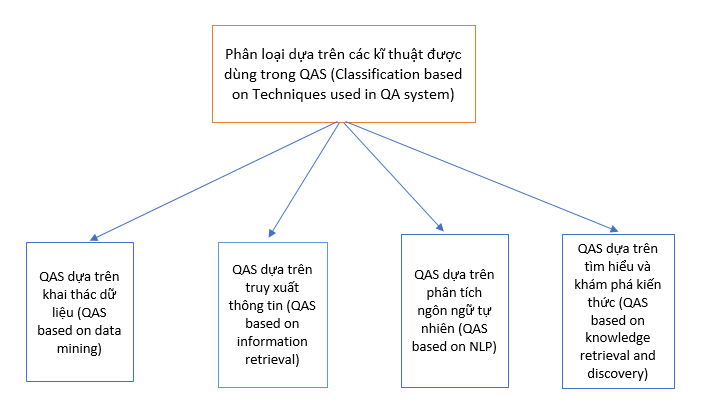 Phân loại dựa trên các kĩ thuật được
dùng trong QAS (Classification based
on Techniques used in QA system)
QAS dựa trên
khai thác dữ
liệu (QAS
based on data
mining)
QAS dựa trên
truy xuất
thông tin (QAS
based on
information
retrieval)
QAS dựa trên
phân tích
ngôn ngữ tự
nhiên (QAS
based on NLP)
QAS dựa trên
tìm hiểu và
khám phá kiến
thức (QAS
based on
knowledge
retrieval and
discovery)